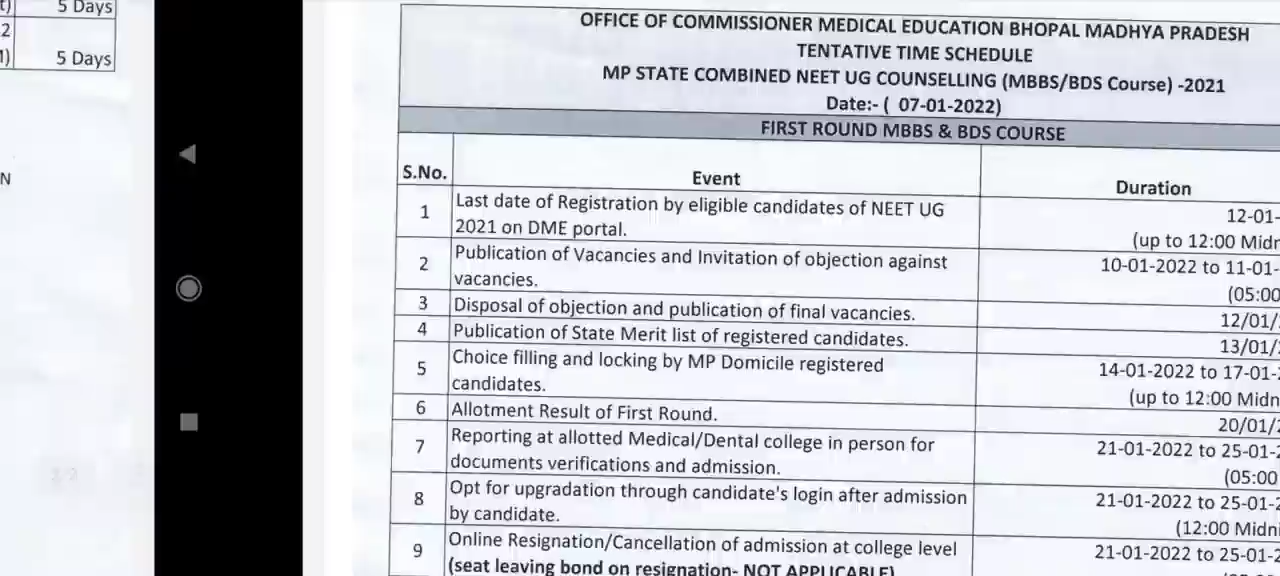 t) 5 Days
2
1) 5 Days
N
OFFICE OF COMMISSIONER MEDICAL EDUCATION BHOPAL MADHYA PRADESH
TENTATIVE TIME SCHEDULE
MP STATE COMBINED NEET UG COUNSELLING (MBBS/BDS Course) -2021
Date:- ( 07-01-2022)
FIRST ROUND MBBS & BDS COURSE
S.No. Event Duration
1 Last date of Registration by eligible candidates of NEET UG 12-01-
2021 on DME portal. (up to 12:00 Midn
2 Publication of Vacancies and Invitation of objection against 10-01-2022 to 11-01-
vacancies. (05:00
3 Disposal of objection and publication of final vacancies. 12/01/
4 Publication of State Merit list of registered candidates. 13/01/
5 Choice filling and locking by MP Domicile registered 14-01-2022 to 17-01-
candidates. (up to 12:00 Midn
6 Allotment Result of First Round. 20/01/
7 Reporting at allotted Medical/Dental college in person for 21-01-2022 to 25-01-
documents verifications and admission. (05:00
8 Opt for upgradation through candidate's login after admission 21-01-2022 to 25-01-
by candidate. (12:00 Midni
9 Online Resignation/Cancellation of admission at college level 21-01-2022 to 25-01-
(seat leaving bond on resignation- NOT APPLICABLE)